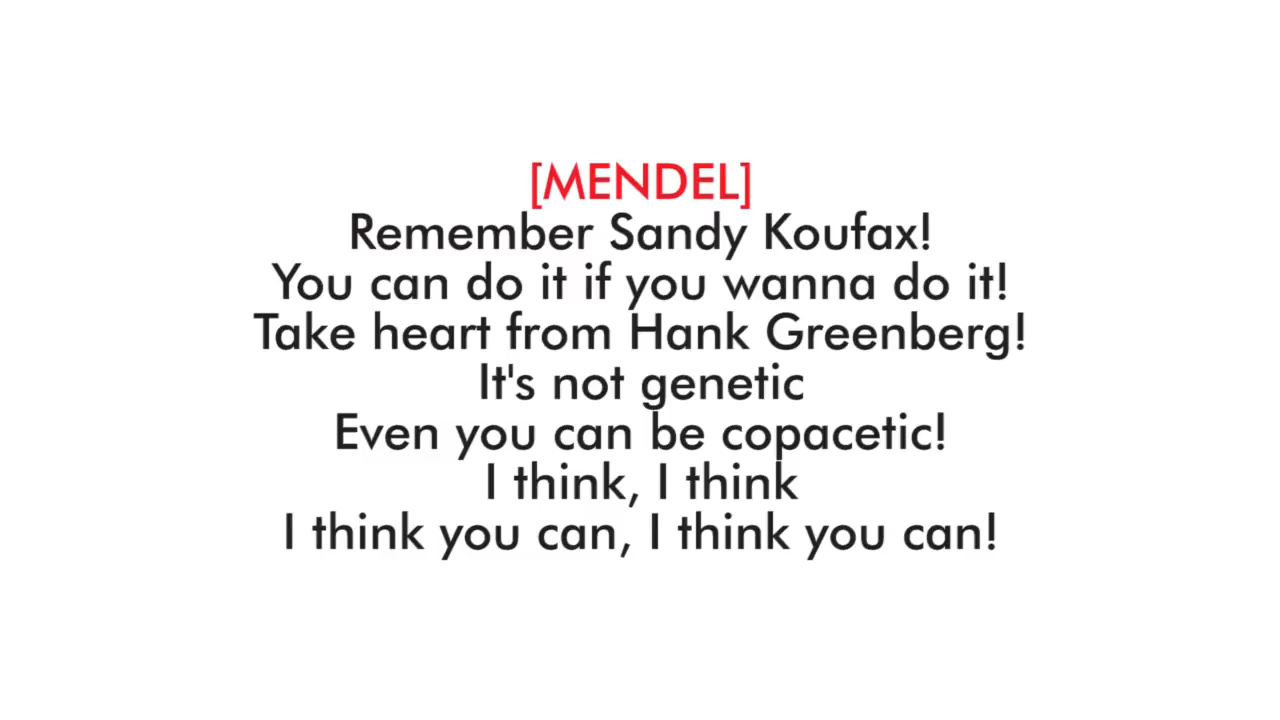 [MENDEL]
Remember Sandy Koufax!
You can do it if you wanna do it!
Take heart from Hank Greenberg!
It's not genetic
Even you can be copacetic!
I think, I think
I think you can, I think you can!